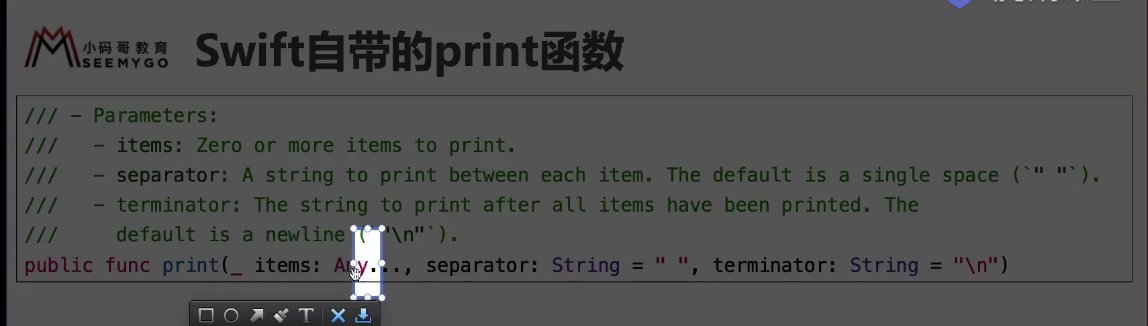 小码哥教育
SEEMYGO
Swift自带的print函数
/// - Parameters:
///   - items: Zero or more items to print.
///   - separator: A string to print between each item. The default is a single space (`" "`).
///   - terminator: The string to print after all items have been printed. The
///     default is a newline (`"\n"`).
public func print(_ items: Any..., separator: String = " ", terminator: String = "\n")
T